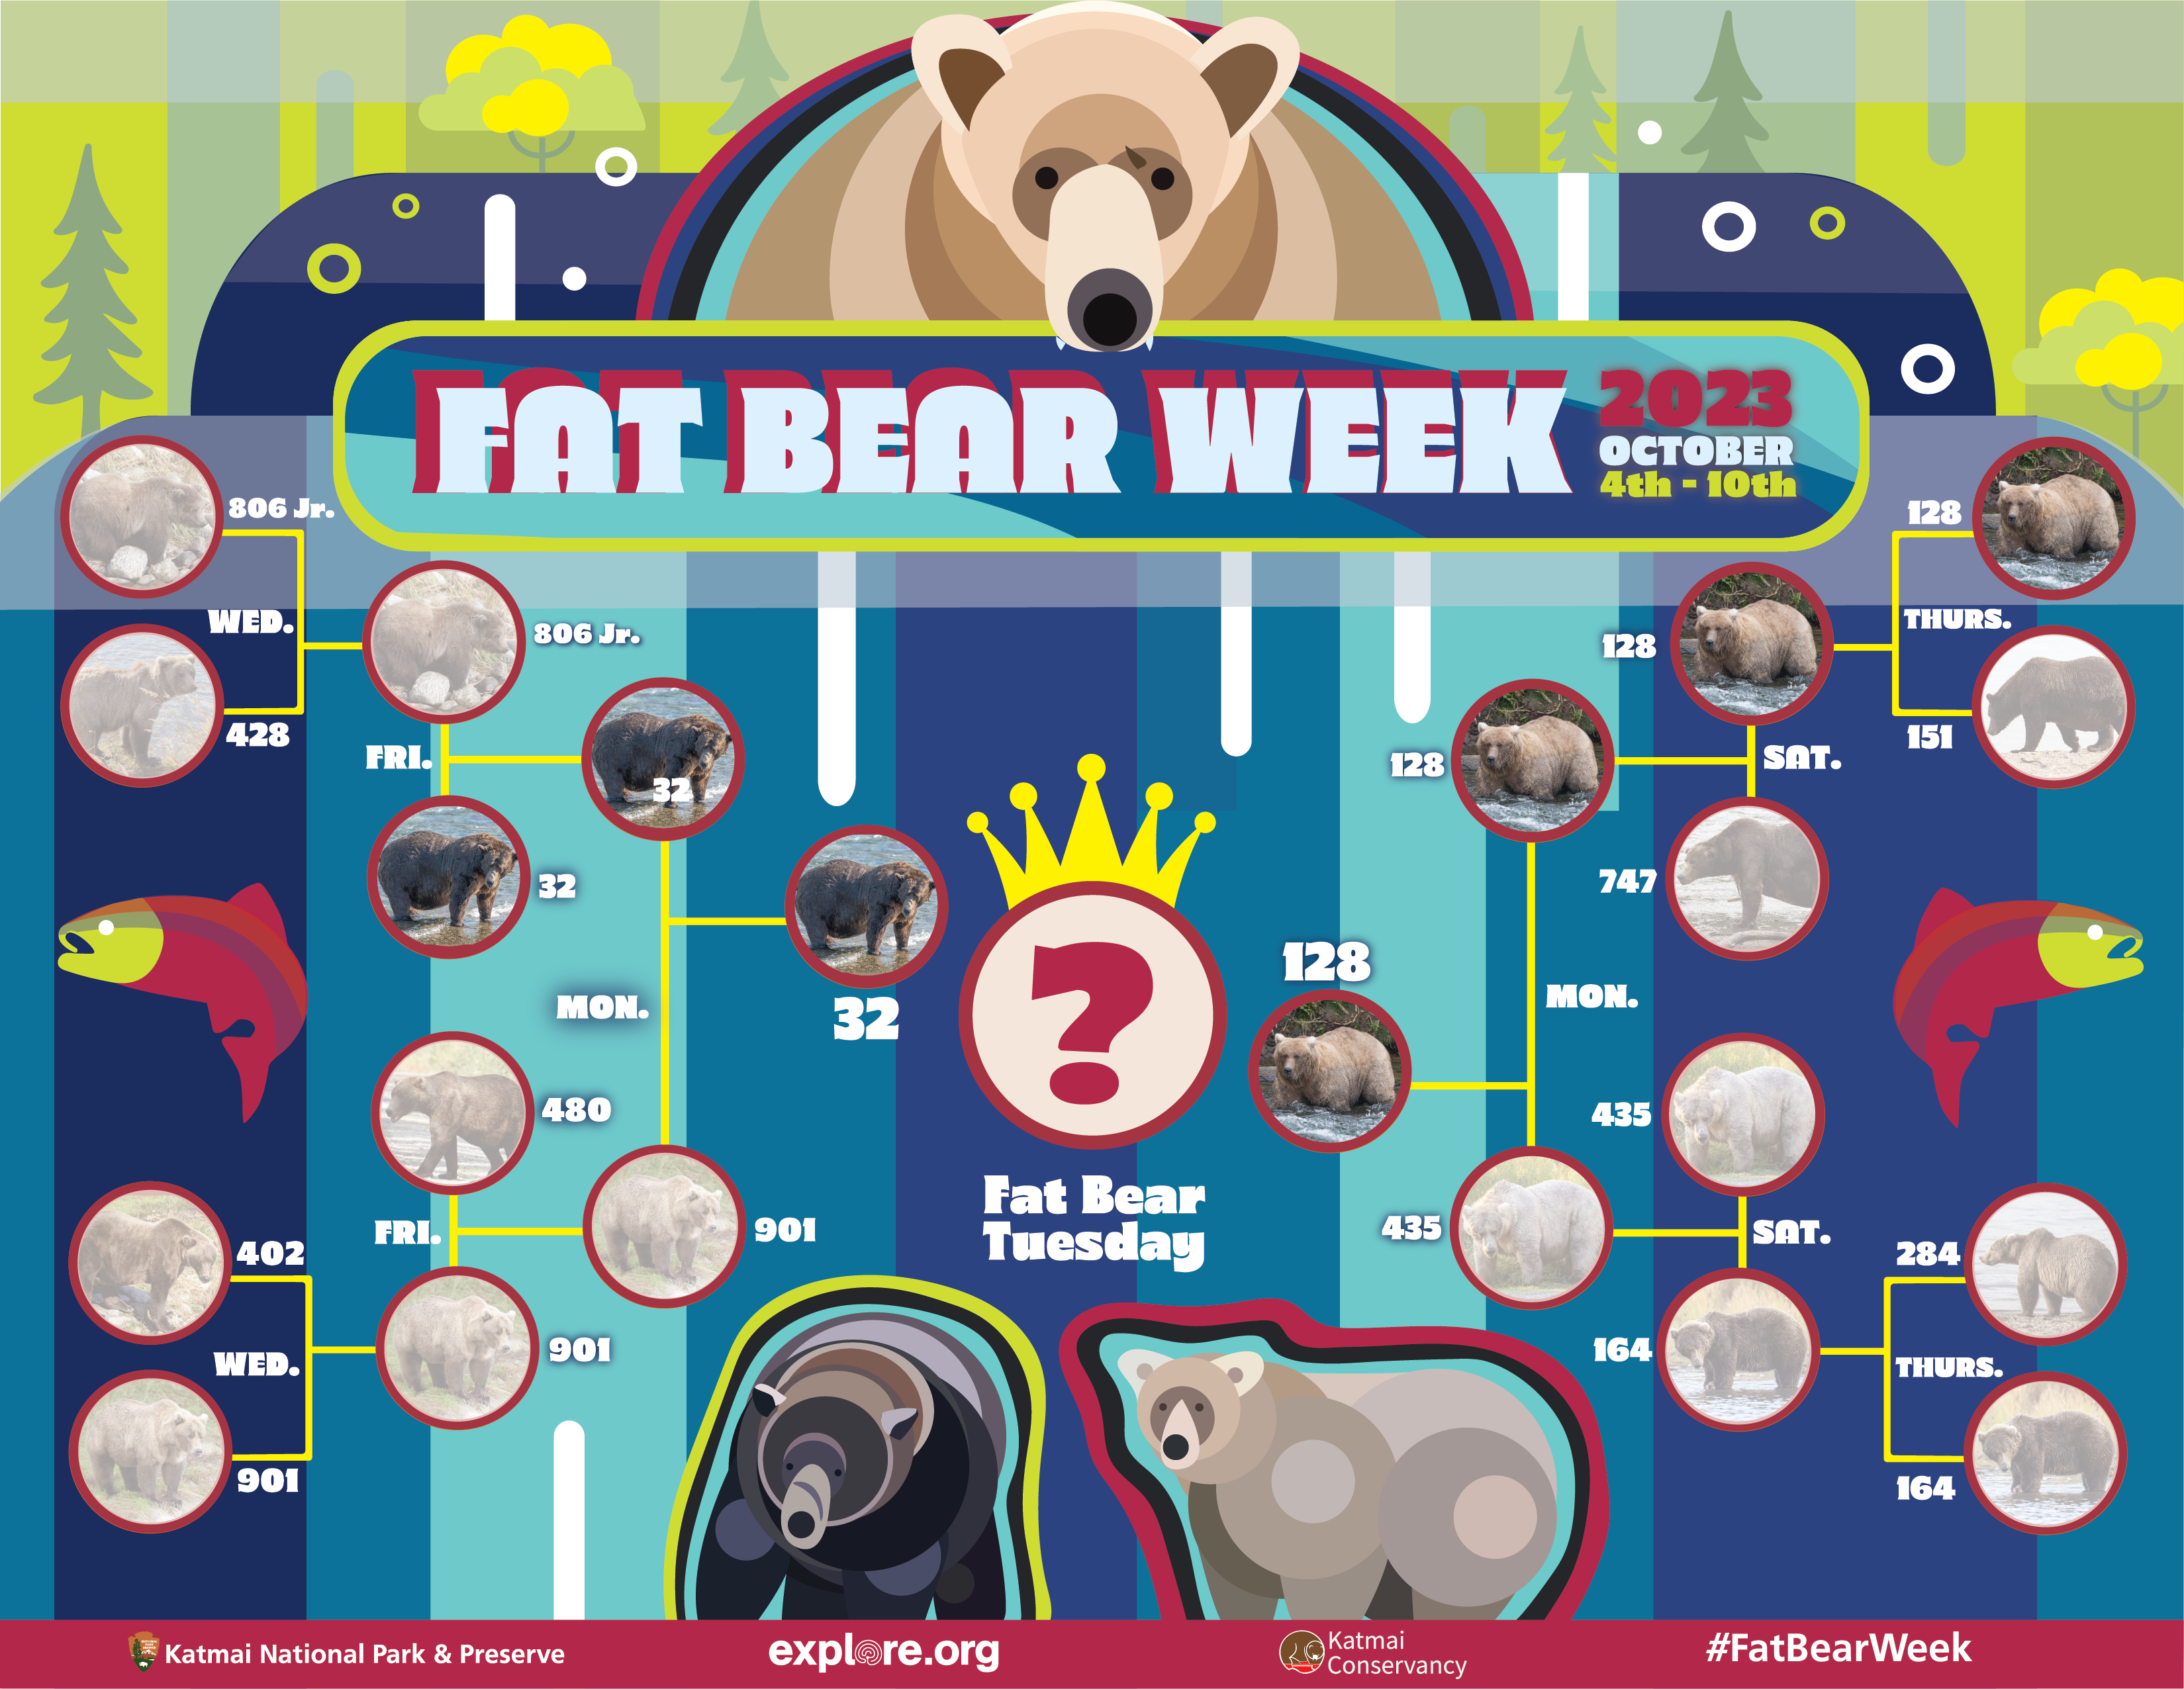 FAT BEAR WEEK
2023
OCTOBER
4th - 10th
806 Jr.
WED.
428
806 Jr.
FRI.
32
32
MON.
32
480
402
WED.
901
FRI.
901
901
?
Fat Bear
Tuesday
128
THURS.
151
128
SAT.
747
128
MON.
128
435
435
SAT.
164
284
THURS.
164
Katmai National Park & Preserve
explore.org
Katmai
Conservancy
#FatBearWeek